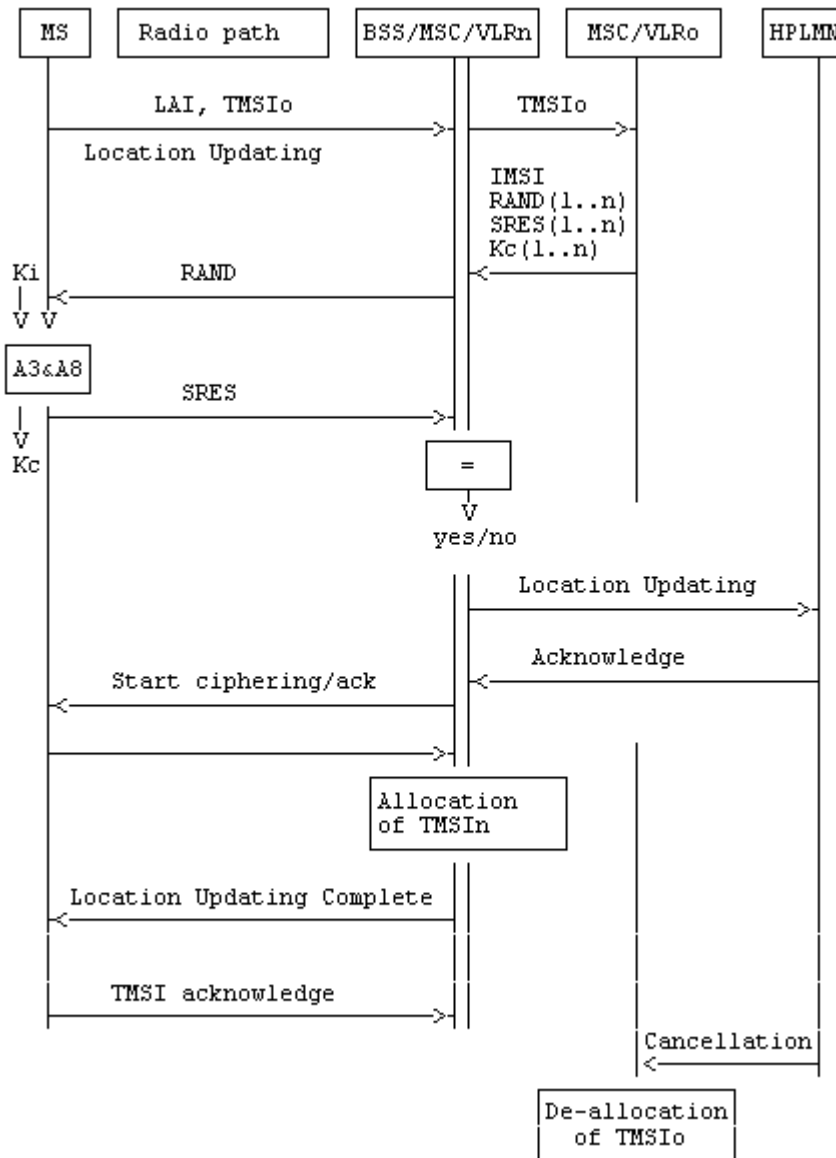 MS
Radio path
BSS/MSC/VLRn
MSC/VLRo
HPLMN
LAI, TMSIo
TMSIo
Location Updating
IMSI
RAND(1..n)
SRES(1..n)
Kc(1..n)
Ki
RAND
V V
A3&A8
SRES
V
Kc
=
V
yes/no
Location Updating
Acknowledge
Start ciphering/ack
Allocation
of TMSIn
Location Updating Complete
TMSI acknowledge
Cancellation
De-allocation
of TMSIo